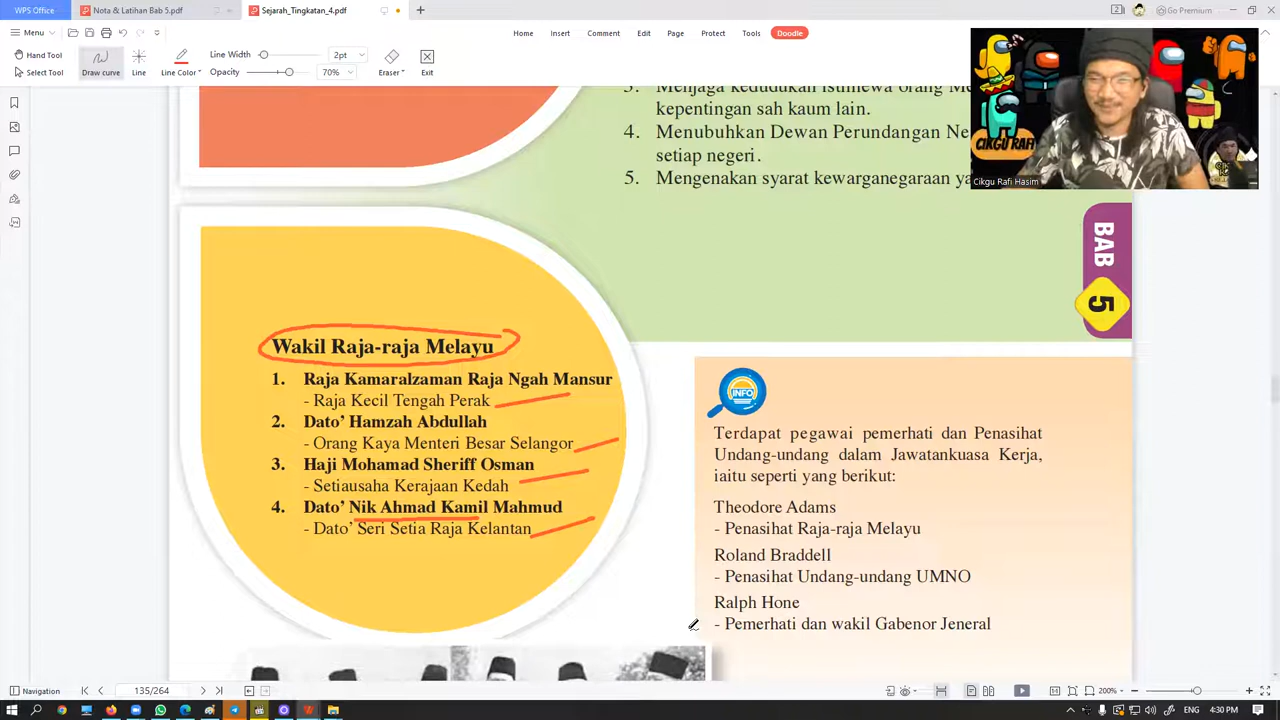 WPS Office
Nota & Latihan Bab 5.pdf
Sejarah_Tingkatan_4.pdf
Go Premium
Menu
Home
Insert
Comment
Edit
Page
Protect
Tools
Doodle
Hand Tool
Select Tool
Draw curve
Line
Line Color
Line Width
2pt
Opacity
70%
Eraser
Exit
3. Menjaga kedudukan istimewa orang Me
kepentingan sah kaum lain.
4. Menubuhkan Dewan Perundangan Ne
setiap negeri.
5. Mengenakan syarat kewarganegaraan ya
CIKGU RAFI
Cikgu Rafi Hasim
BAB
5
Wakil Raja-raja Melayu
1. Raja Kamaralzaman Raja Ngah Mansur
- Raja Kecil Tengah Perak
2. Dato' Hamzah Abdullah
- Orang Kaya Menteri Besar Selangor
3. Haji Mohamad Sheriff Osman
- Setiausaha Kerajaan Kedah
4. Dato' Nik Ahmad Kamil Mahmud
- Dato' Seri Setia Raja Kelantan
INFO
Terdapat pegawai pemerhati dan Penasihat
Undang-undang dalam Jawatankuasa Kerja,
iaitu seperti yang berikut:
Theodore Adams
- Penasihat Raja-raja Melayu
Roland Braddell
- Penasihat Undang-undang UMNO
Ralph Hone
- Pemerhati dan wakil Gabenor Jeneral
Navigation
135/264
200%
ENG
4:30 PM